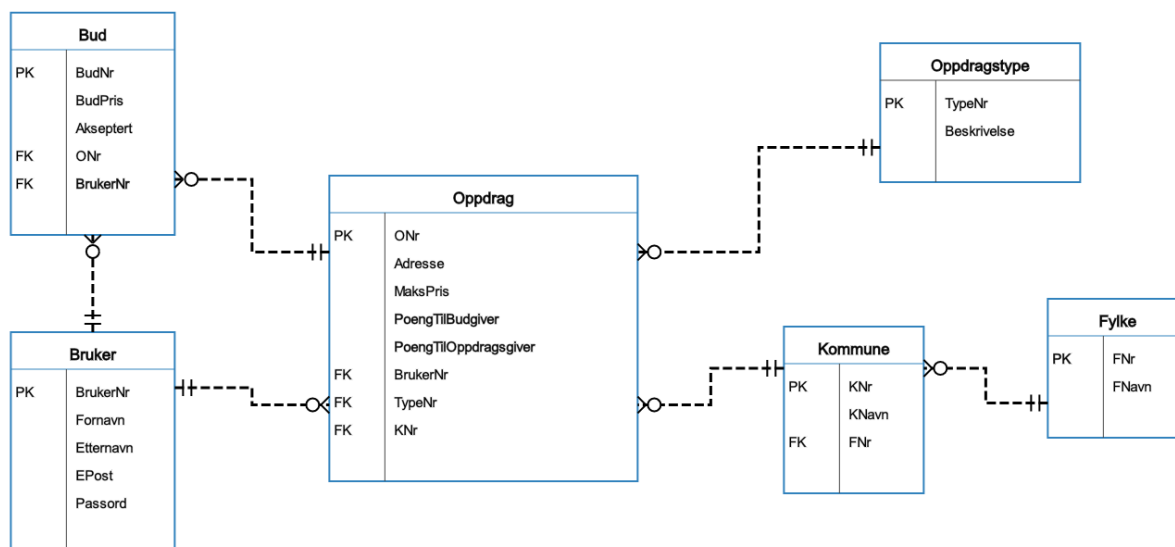 Bud
PK BudNr
BudPris
Akseptert
FK ONr
FK BrukerNr
Oppdragstype
PK TypeNr
Beskrivelse
Oppdrag
PK ONr
Adresse
MaksPris
PoengTilBudgiver
PoengTilOppdragsgiver
FK BrukerNr
FK TypeNr
FK KNr
Bruker
PK BrukerNr
Fornavn
Etternavn
EPost
Passord
Kommune
PK KNr
KNavn
FK FNr
Fylke
PK FNr
FNavn